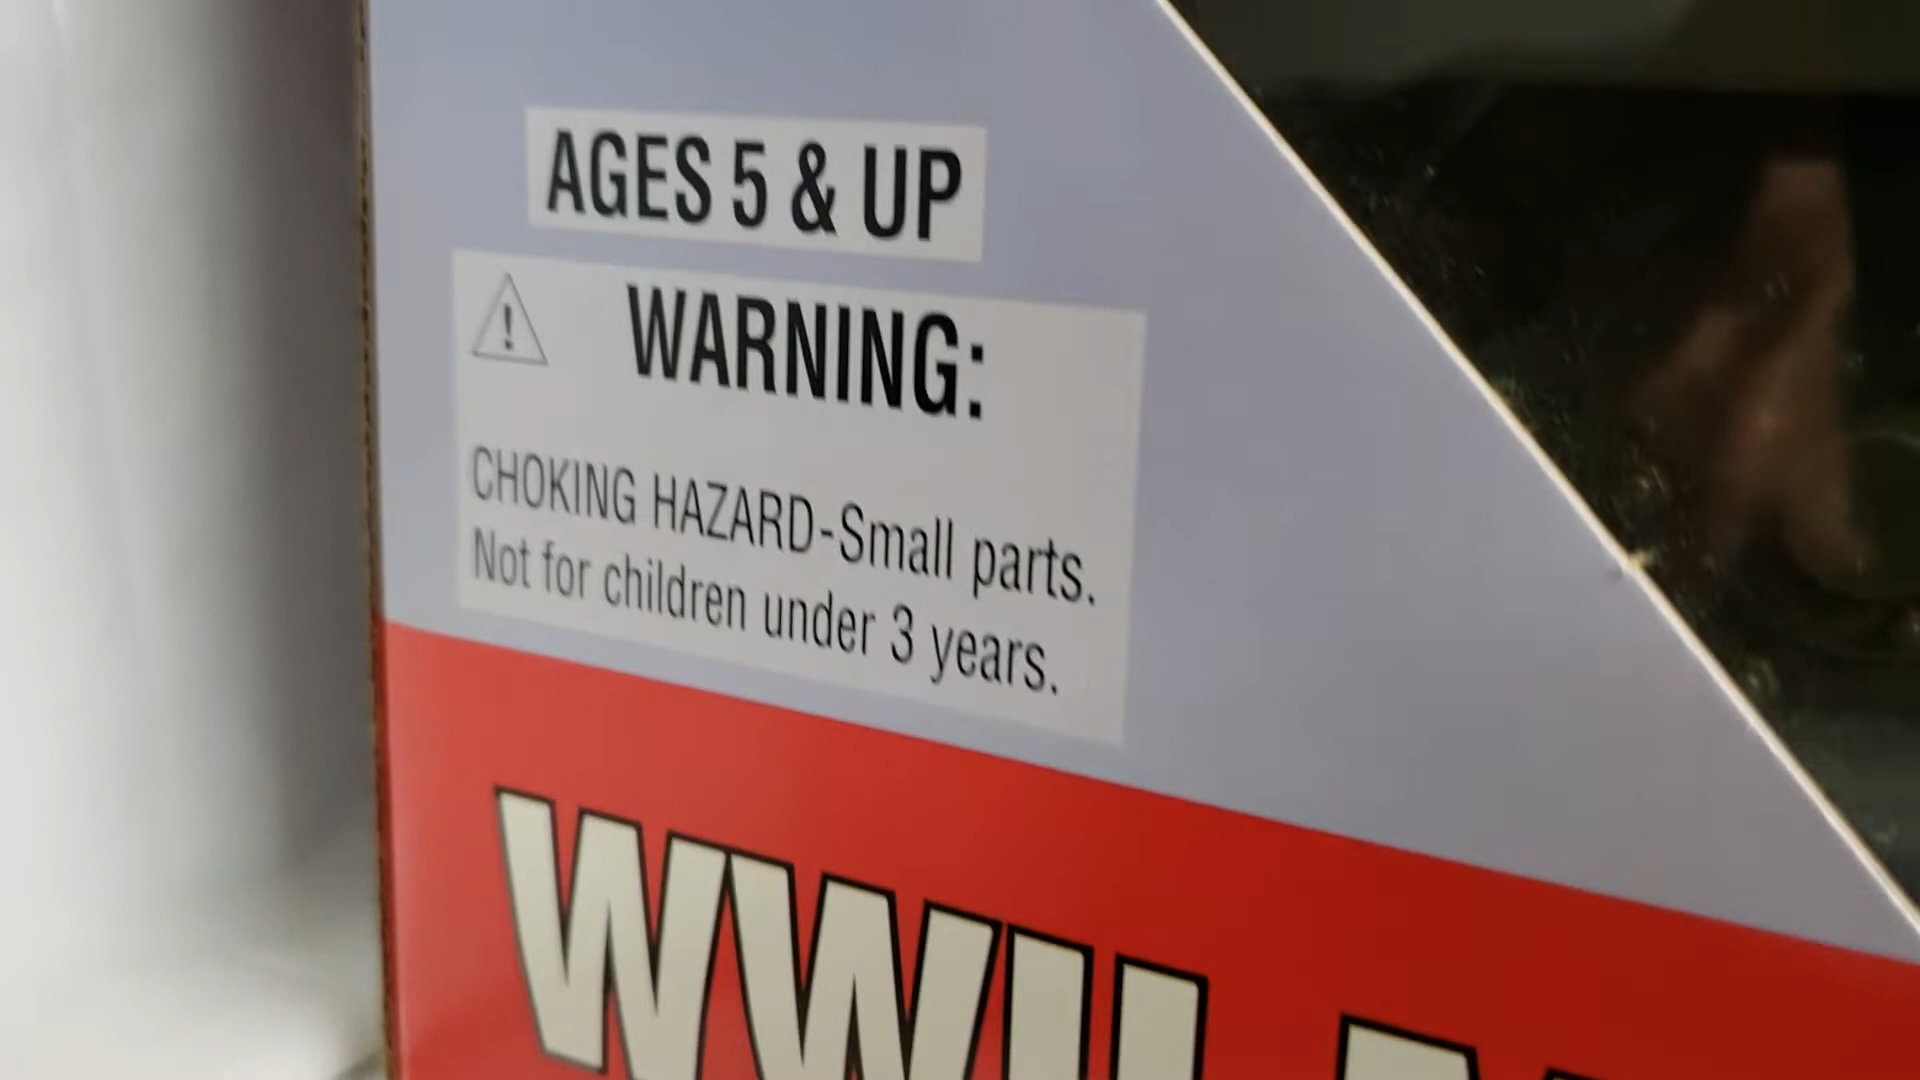 AGES 5 & UP
WARNING:
CHOKING HAZARD-Small parts.
Not for children under 3 years.
WWII